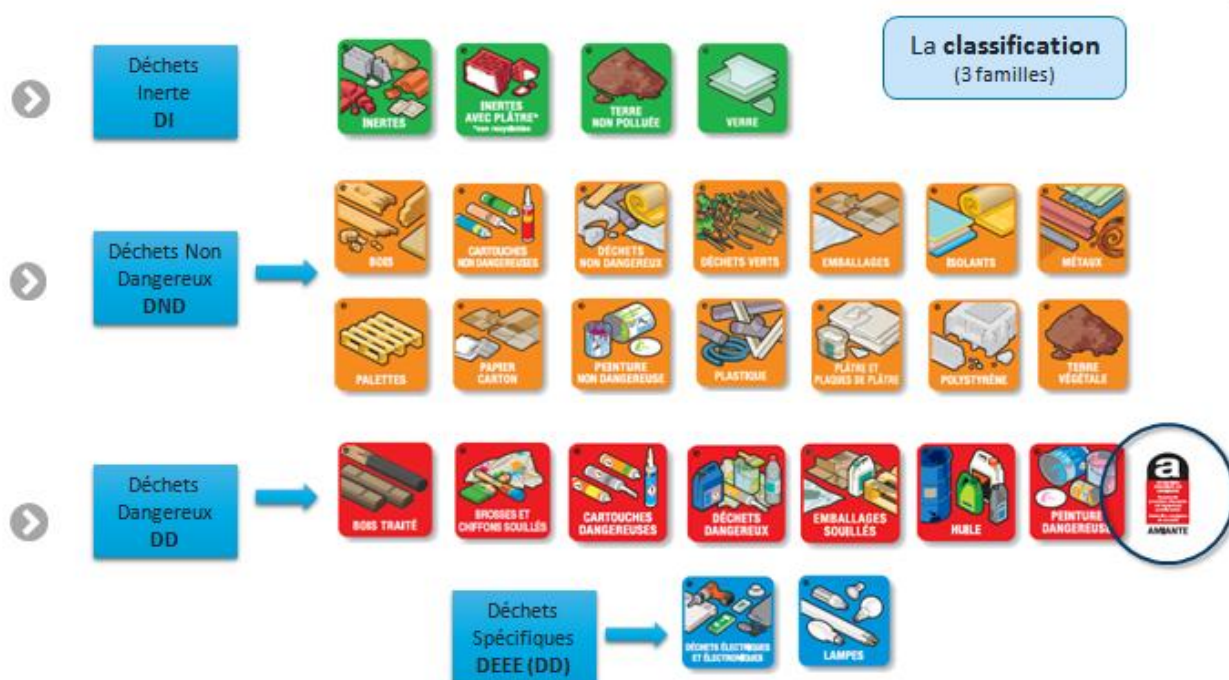 La classification
(3 familles)
Déchets
Inerte
DI
INERTES
INERTES
AVEC PLÂTRE*
*non recyclables
TERRE
NON POLLUÉE
VERRE
Déchets Non
Dangereux
DND
BOIS
CARTOUCHES
NON DANGEREUSES
DÉCHETS
NON DANGEREUX
DÉCHETS VERTS
EMBALLAGES
ISOLANTS
MÉTAUX
PALETTES
PAPIER
CARTON
PEINTURE
NON DANGEREUSE
PLASTIQUE
PLÂTRE ET
PLAQUES DE PLÂTRE
POLYSTYRÈNE
TERRE
VÉGÉTALE
Déchets
Dangereux
DD
BOIS TRAITÉ
BROSSES ET
CHIFFONS SOUILLÉS
CARTOUCHES
DANGEREUSES
DÉCHETS
DANGEREUX
EMBALLAGES
SOUILLÉS
HUILE
PEINTURE
DANGEREUSE
a
AMIANTE
Déchets
Spécifiques
DEEE (DD)
DÉCHETS ÉLECTRIQUES
ET ÉLECTRONIQUES
LAMPES